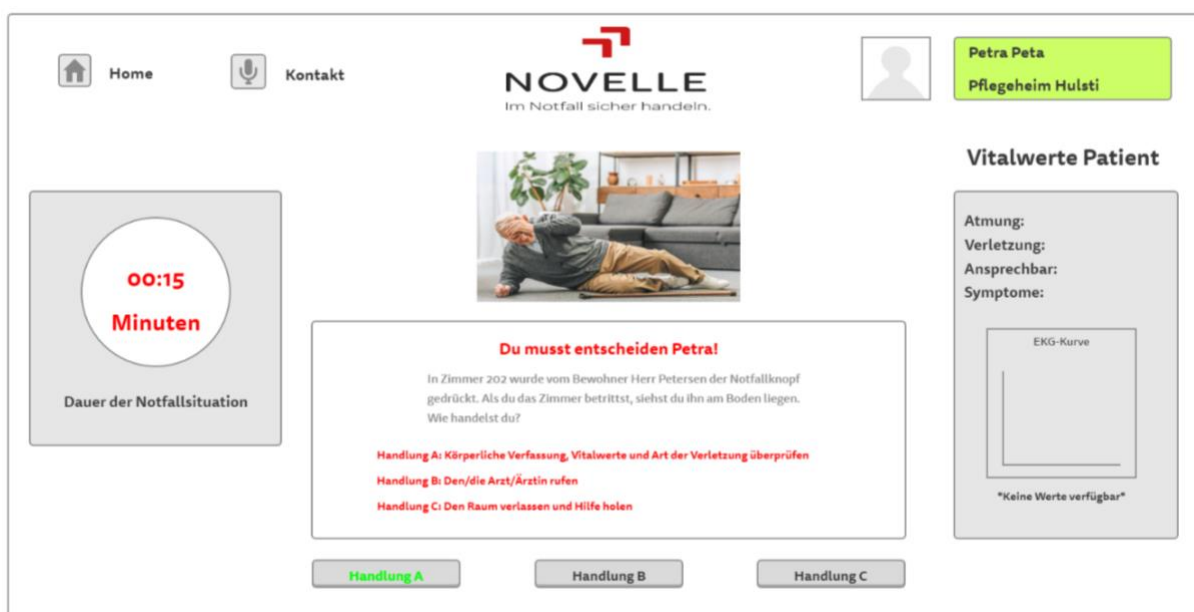 Home
Kontakt
NOVELLE
Im Notfall sicher handeln.
Petra Peta
Pflegeheim Hulsti
00:15
Minuten
Dauer der Notfallsituation
Du musst entscheiden Petra!
In Zimmer 202 wurde vom Bewohner Herr Petersen der Notfallknopf
gedrückt. Als du das Zimmer betrittst, siehst du ihn am Boden liegen.
Wie handelst du?
Handlung A: Körperliche Verfassung, Vitalwerte und Art der Verletzung überprüfen
Handlung B: Den/die Arzt/Ärztin rufen
Handlung C: Den Raum verlassen und Hilfe holen
Handlung A
Handlung B
Handlung C
Vitalwerte Patient
Atmung:
Verletzung:
Ansprechbar:
Symptome:
EKG-Kurve
*Keine Werte verfügbar*